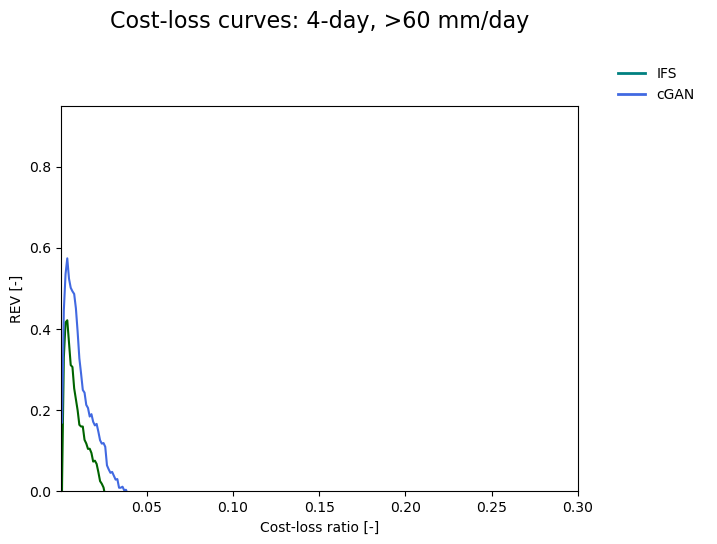 Cost-loss curves: 4-day, >60 mm/day
IFS
cGAN
0.8
0.6
0.4
0.2
0.0
REV [-]
0.05 0.10 0.15 0.20 0.25 0.30
Cost-loss ratio [-]